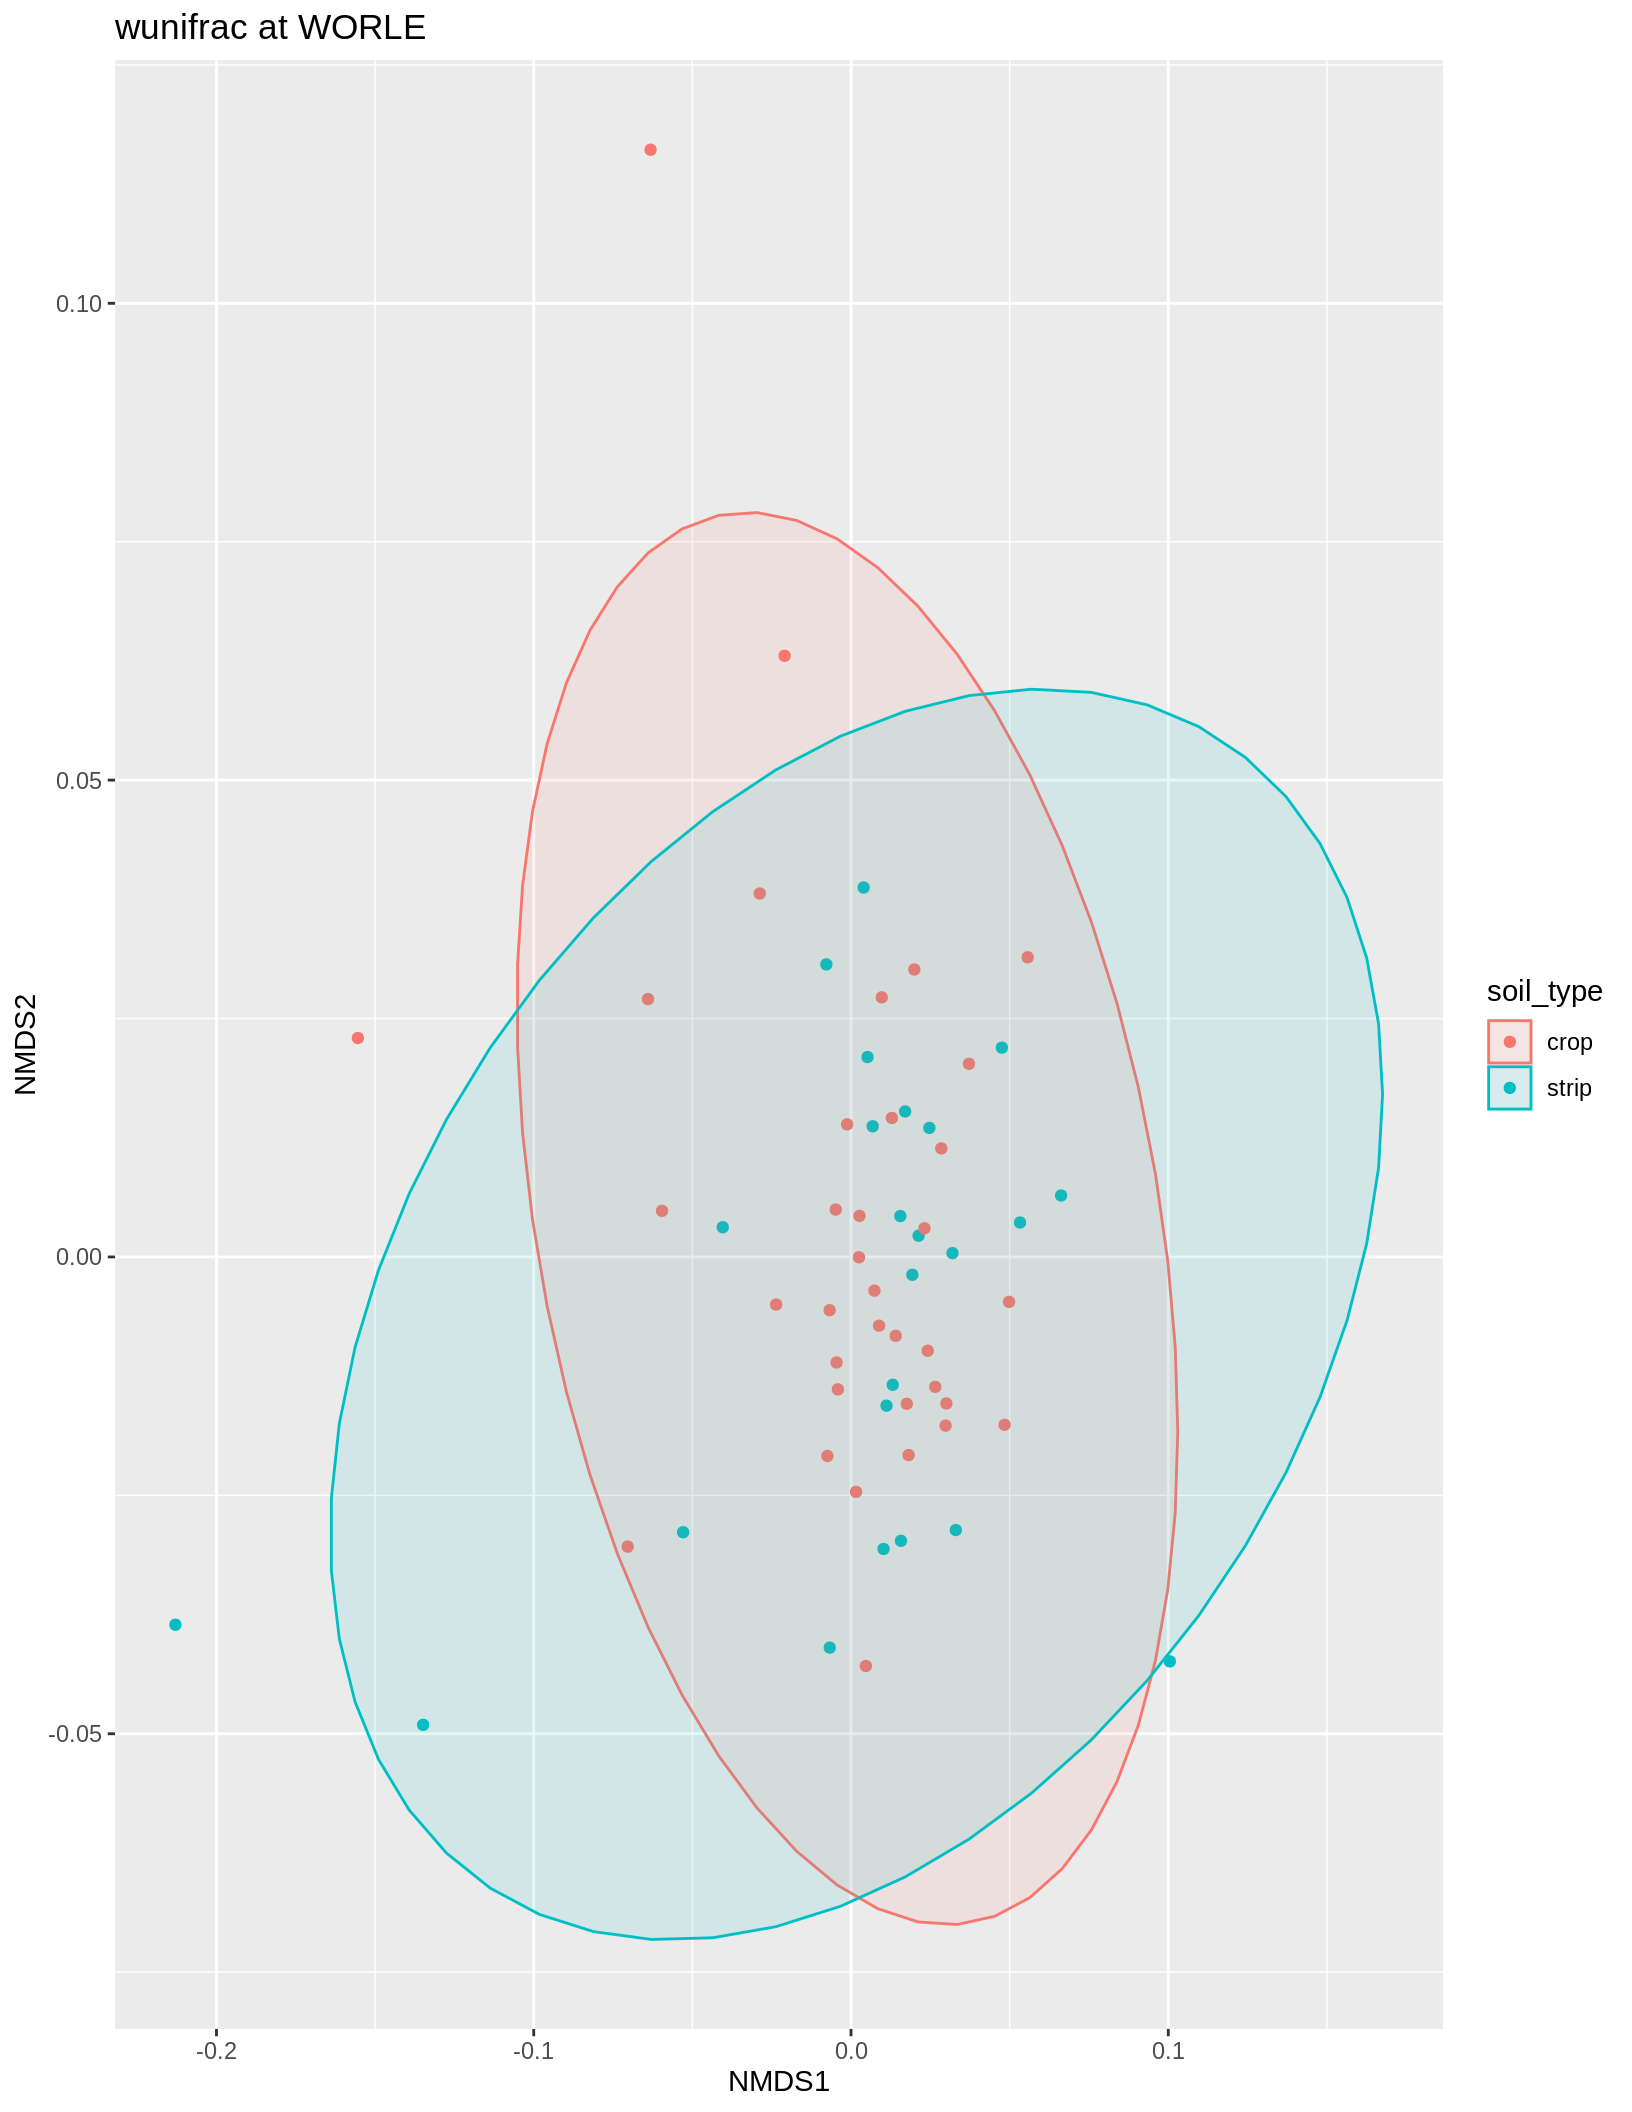 wunifrac at WORLE
0.10
0.05
0.00
-0.05
NMDS2
-0.2
-0.1
0.0
0.1
NMDS1
soil_type
crop
strip